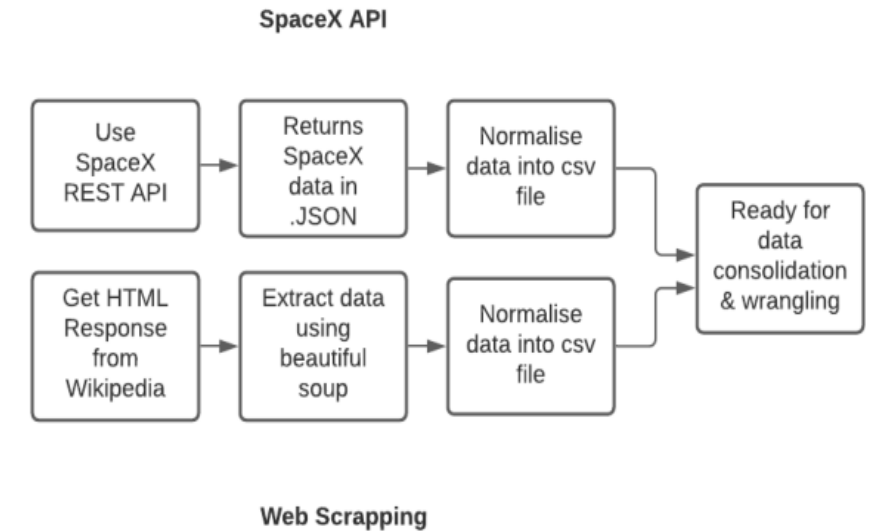 SpaceX API
Use
SpaceX
REST API
Returns
SpaceX
data in
.JSON
Normalise
data into csv
file
Ready for
data
consolidation
& wrangling
Get HTML
Response
from
Wikipedia
Extract data
using
beautiful
soup
Normalise
data into csv
file
Web Scrapping